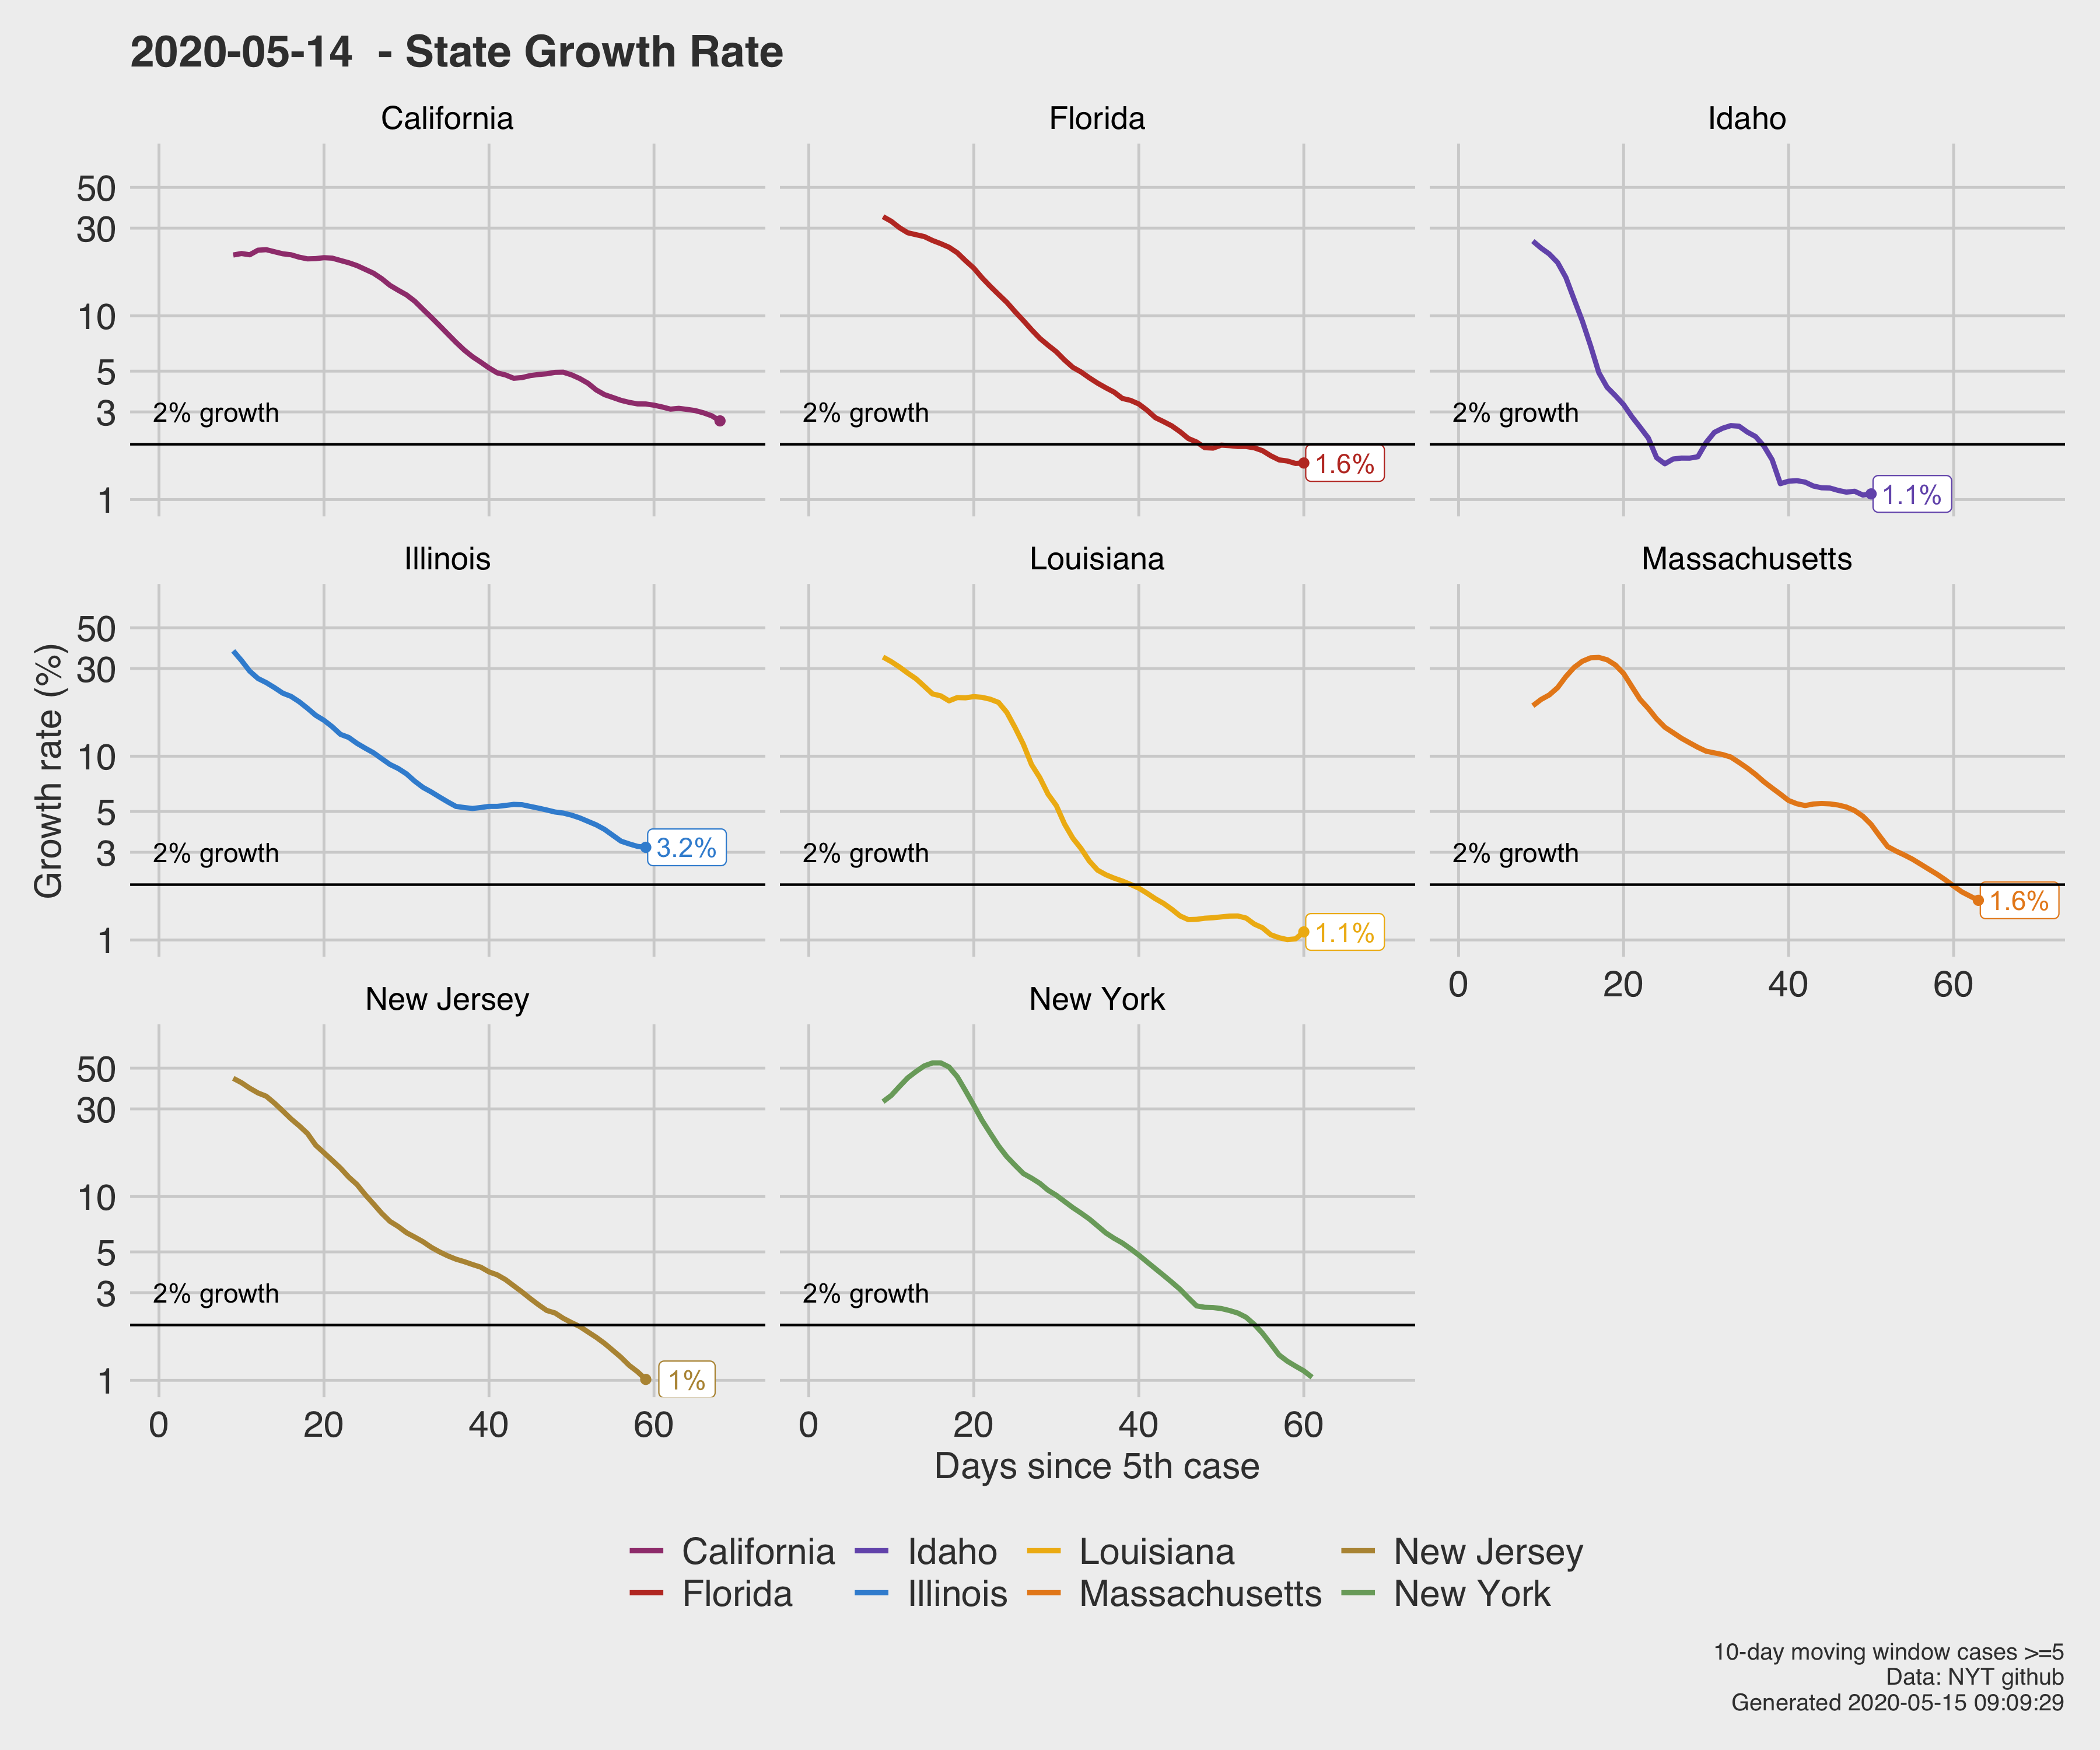 2020-05-14 - State Growth Rate
California
Florida
Idaho
50
30
10
5
3
1
2% growth
2% growth
1.6%
2% growth
1.1%
Illinois
Louisiana
Massachusetts
Growth rate (%)
50
30
10
5
3
1
2% growth
3.2%
2% growth
1.1%
2% growth
1.6%
0 20 40 60
New Jersey
New York
50
30
10
5
3
1
2% growth
1%
2% growth
0 20 40 60
0 20 40 60
Days since 5th case
California Idaho Louisiana New Jersey
Florida Illinois Massachusetts New York
10-day moving window cases >=5
Data: NYT github
Generated 2020-05-15 09:09:29